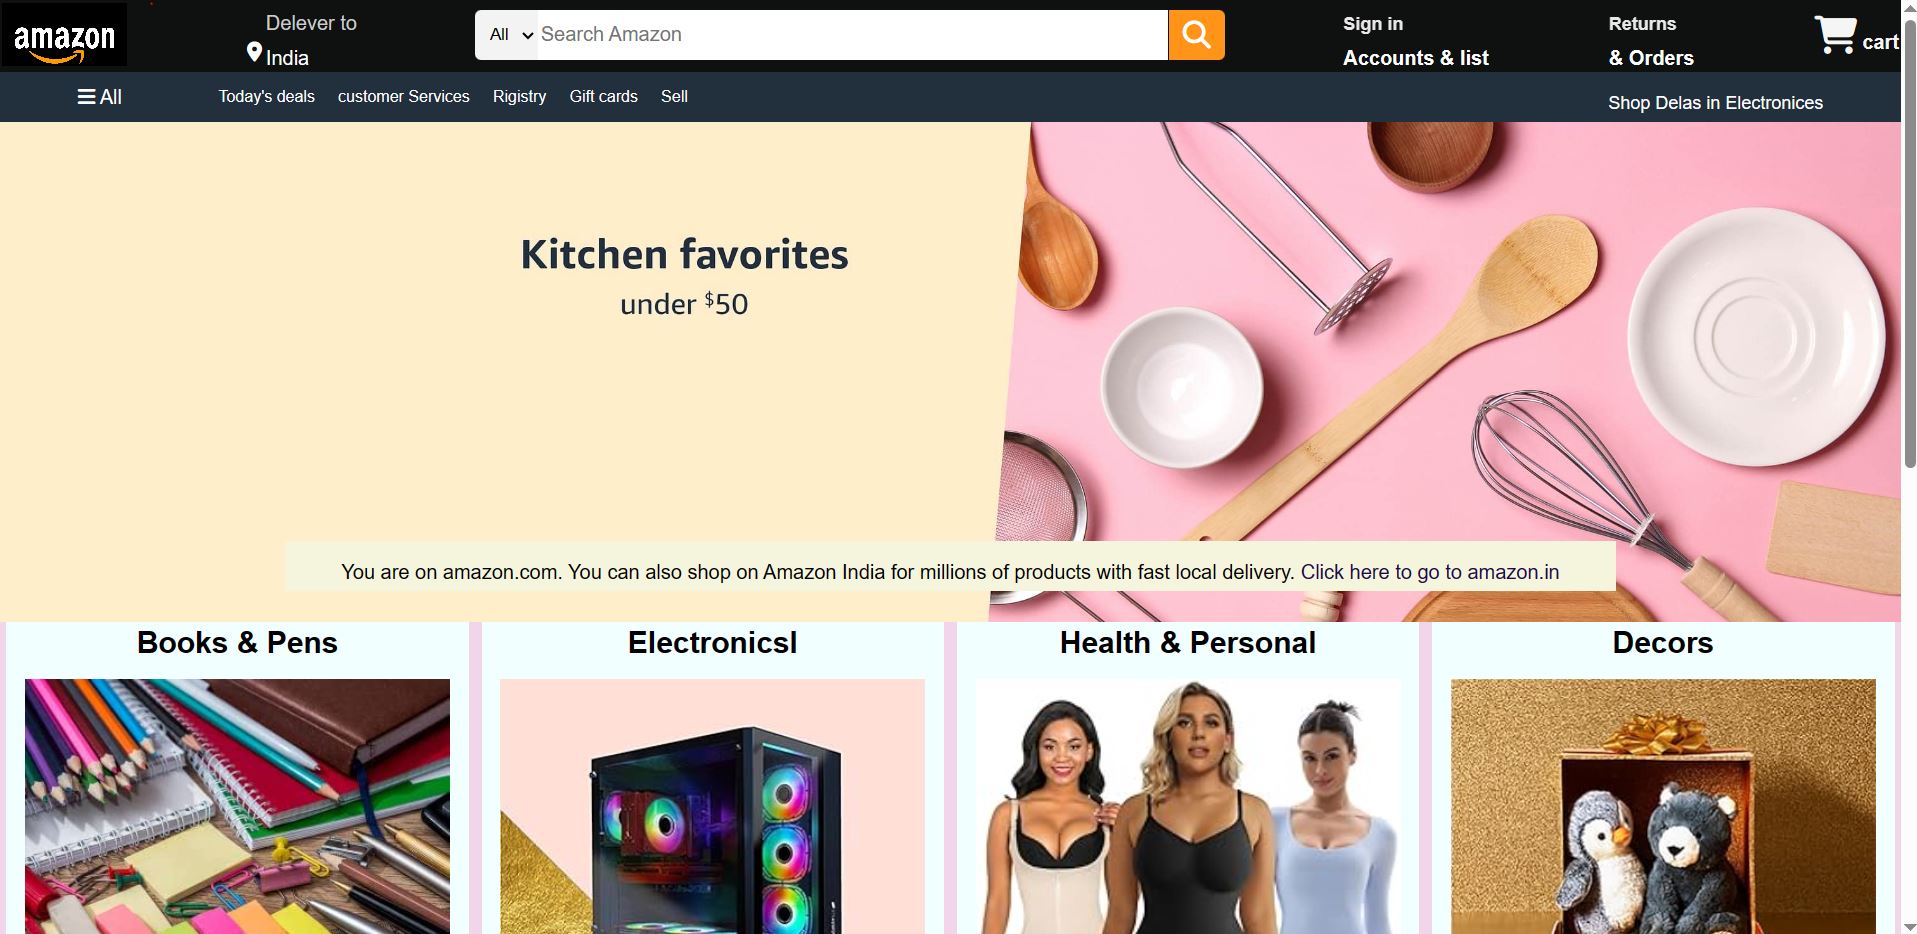 amazon
Delever to
India
All
Search Amazon
Sign in
Accounts & list
Returns
& Orders
cart
All
Today's deals
customer Services
Rigistry
Gift cards
Sell
Shop Delas in Electronices
Kitchen favorites
under $50
You are on amazon.com. You can also shop on Amazon India for millions of products with fast local delivery. Click here to go to amazon.in
Books & Pens
Electronicsl
Health & Personal
Decors